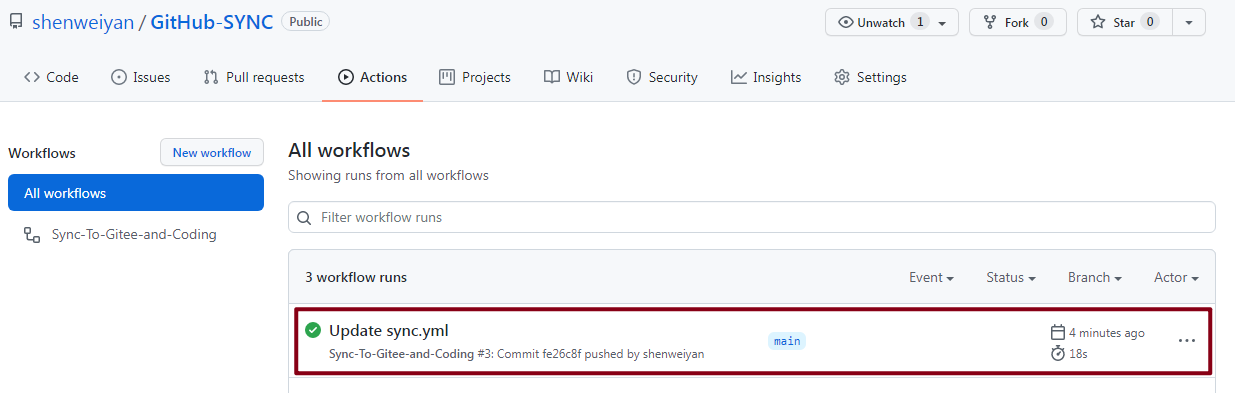 shenweiyan / GitHub-SYNC Public Unwatch 1 Fork 0 Star 0
Code Issues Pull requests Actions Projects Wiki Security Insights Settings
Workflows New workflow
All workflows
Sync-To-Gitee-and-Coding
All workflows
Showing runs from all workflows
Filter workflow runs
3 workflow runs Event Status Branch Actor
Update sync.yml
Sync-To-Gitee-and-Coding #3: Commit fe26c8f pushed by shenweiyan
main
4 minutes ago
18s